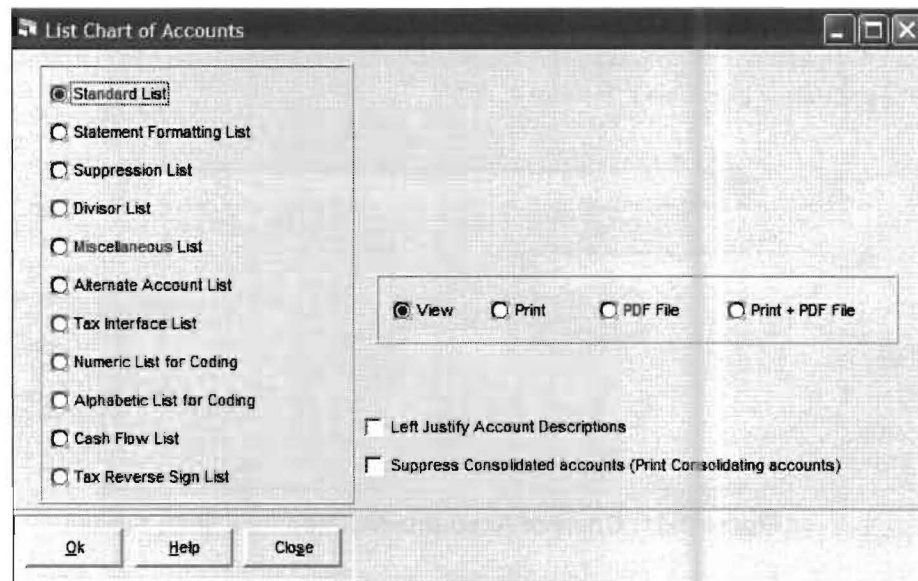 List Chart of Accounts
Standard List
Statement Formatting List
Suppression List
Divisor List
Miscellaneous List
Alternate Account List
Tax Interface List
Numeric List for Coding
Alphabetic List for Coding
Cash Flow List
Tax Reverse Sign List
View Print PDF File Print + PDF File
Left Justify Account Descriptions
Suppress Consolidated accounts (Print Consolidating accounts)
Ok Help Close